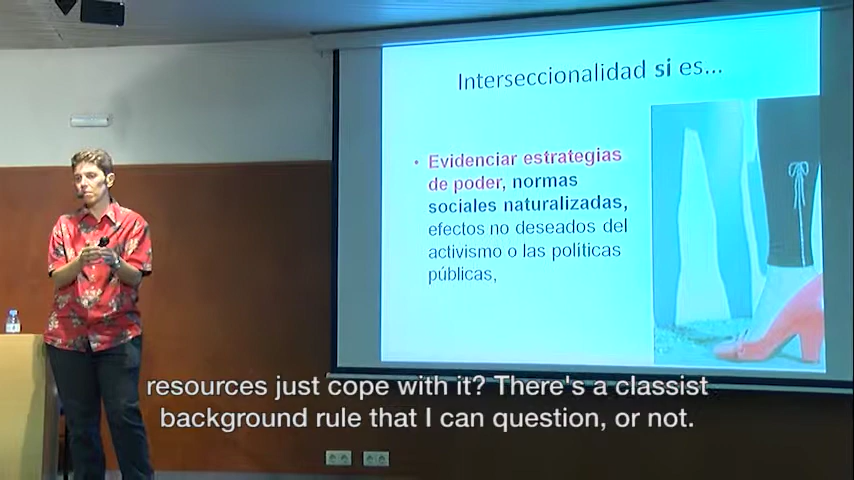 Interseccionalidad si es...
• Evidenciar estrategias
de poder, normas
sociales naturalizadas,
efectos no deseados del
activismo o las políticas
públicas,
resources just cope with it? There's a classist
background rule that I can question, or not.